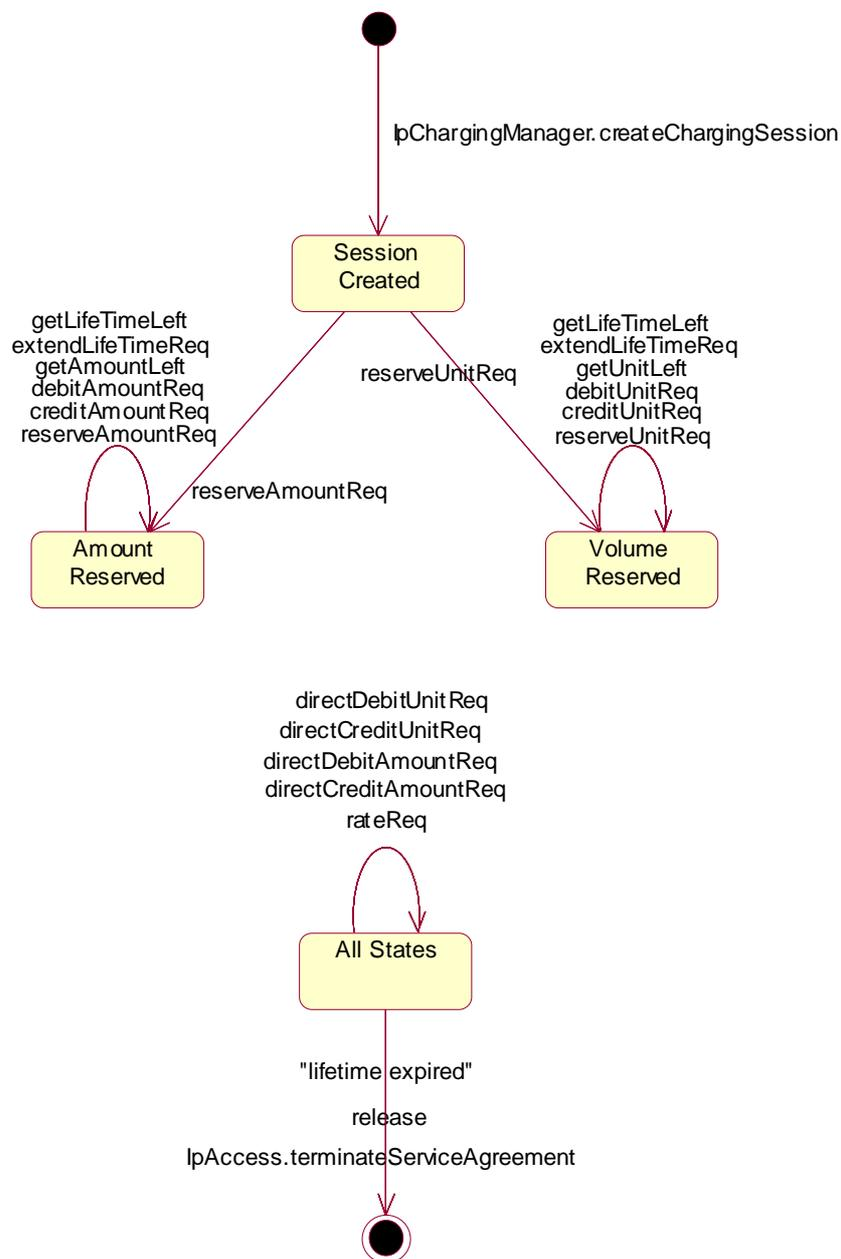 IpChargingManager.createChargingSession
Session
Created
getLifeTimeLeft
extendLifeTimeReq
getAmountLeft
debitAmountReq
creditAmountReq
reserveAmountReq
reserveUnitReq
getLifeTimeLeft
extendLifeTimeReq
getUnitLeft
debitUnitReq
creditUnitReq
reserveUnitReq
reserveAmountReq
Amount
Reserved
Volume
Reserved
directDebitUnitReq
directCreditUnitReq
directDebitAmountReq
directCreditAmountReq
rateReq
All States
"lifetime expired"
release
IpAccess.terminateServiceAgreement